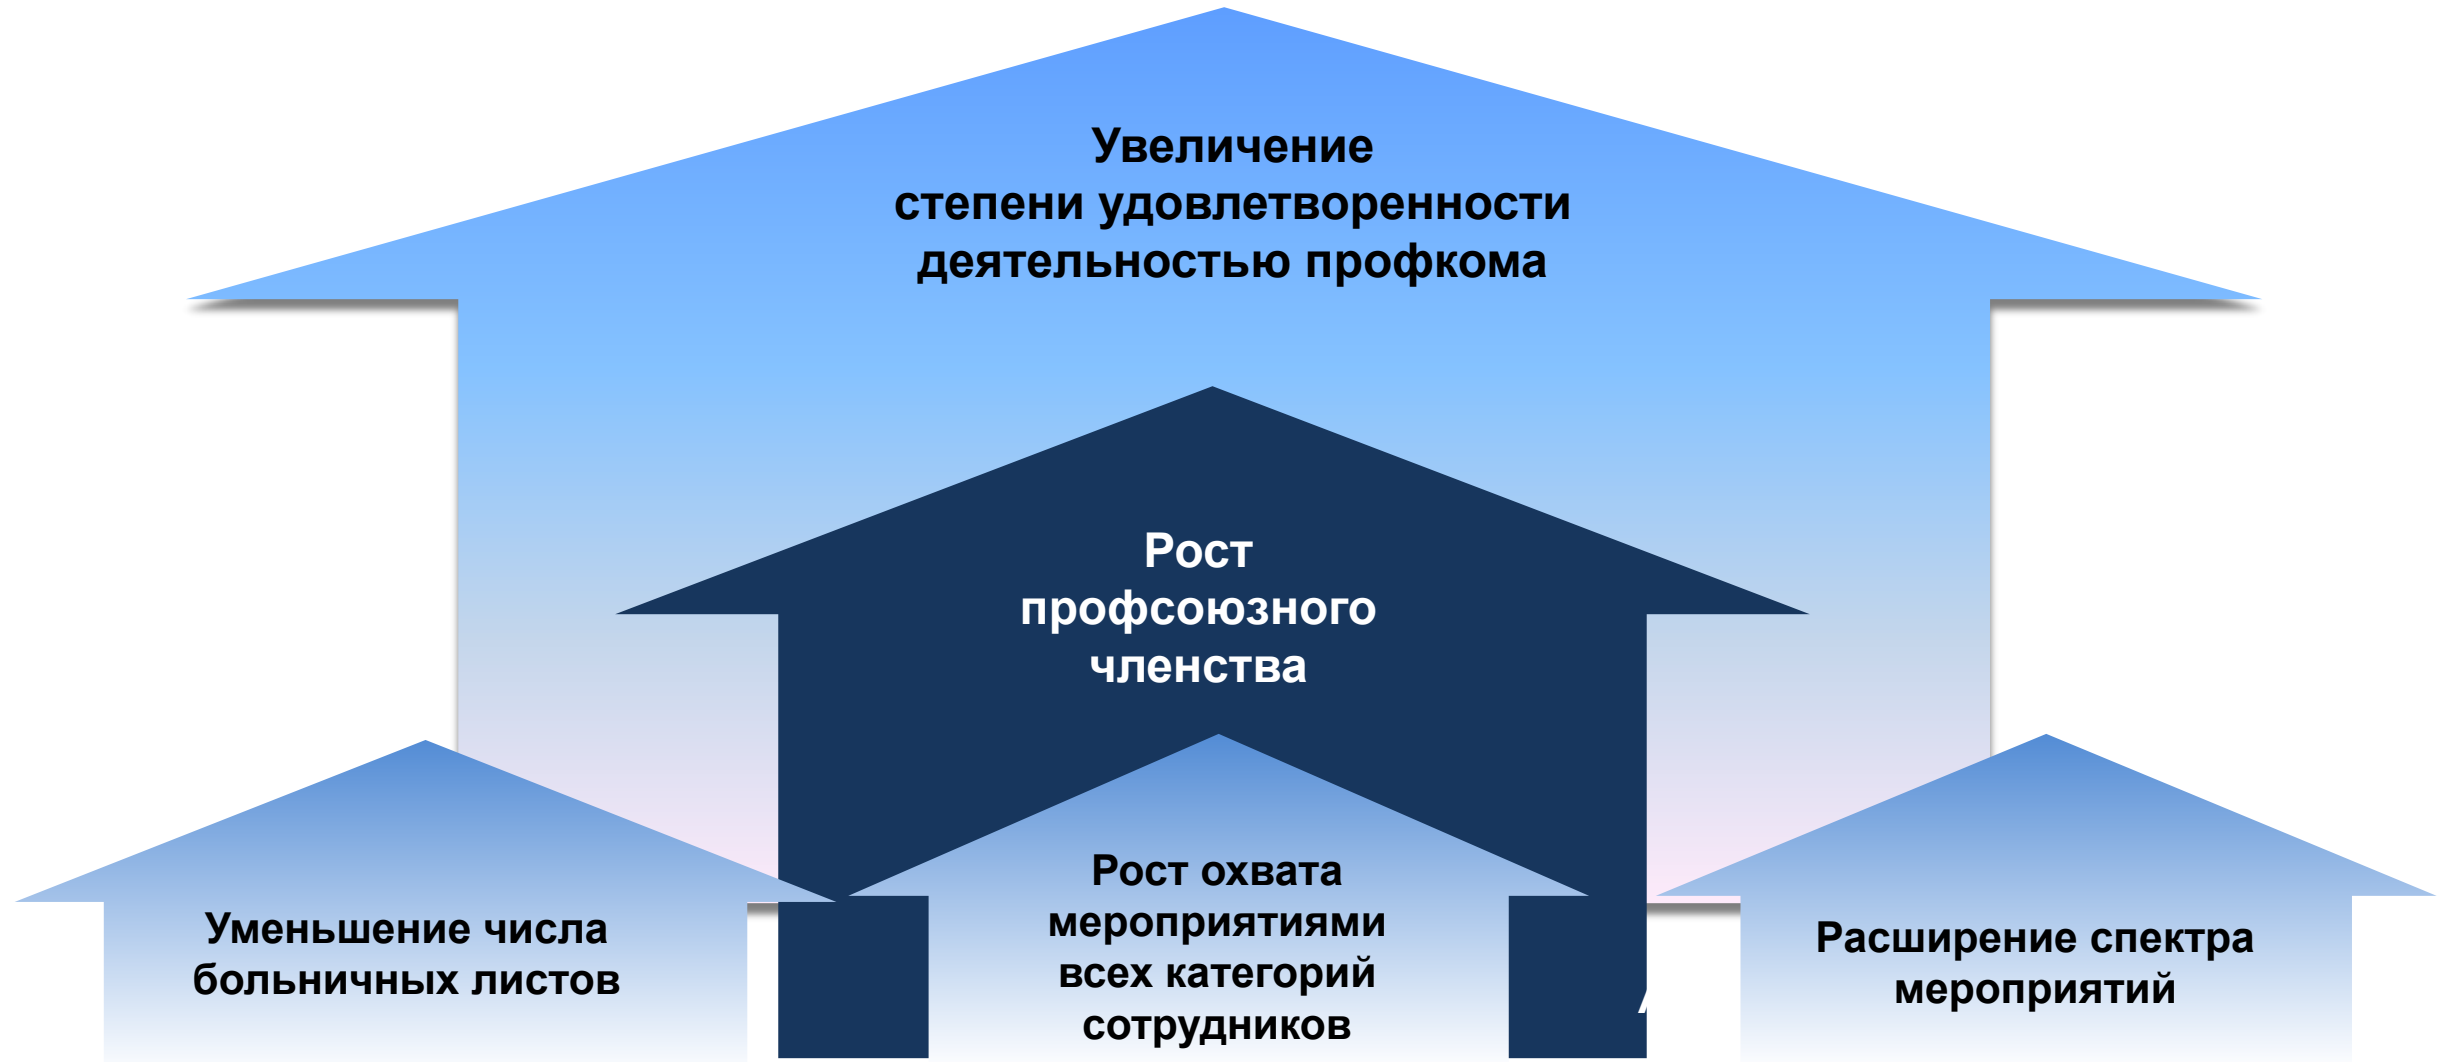 Увеличение
степени удовлетворенности
деятельностью профкома
Рост
профсоюзного
членства
Уменьшение числа
больничных листов
Рост охвата
мероприятиями
всех категорий
сотрудников
Расширение спектра
мероприятий